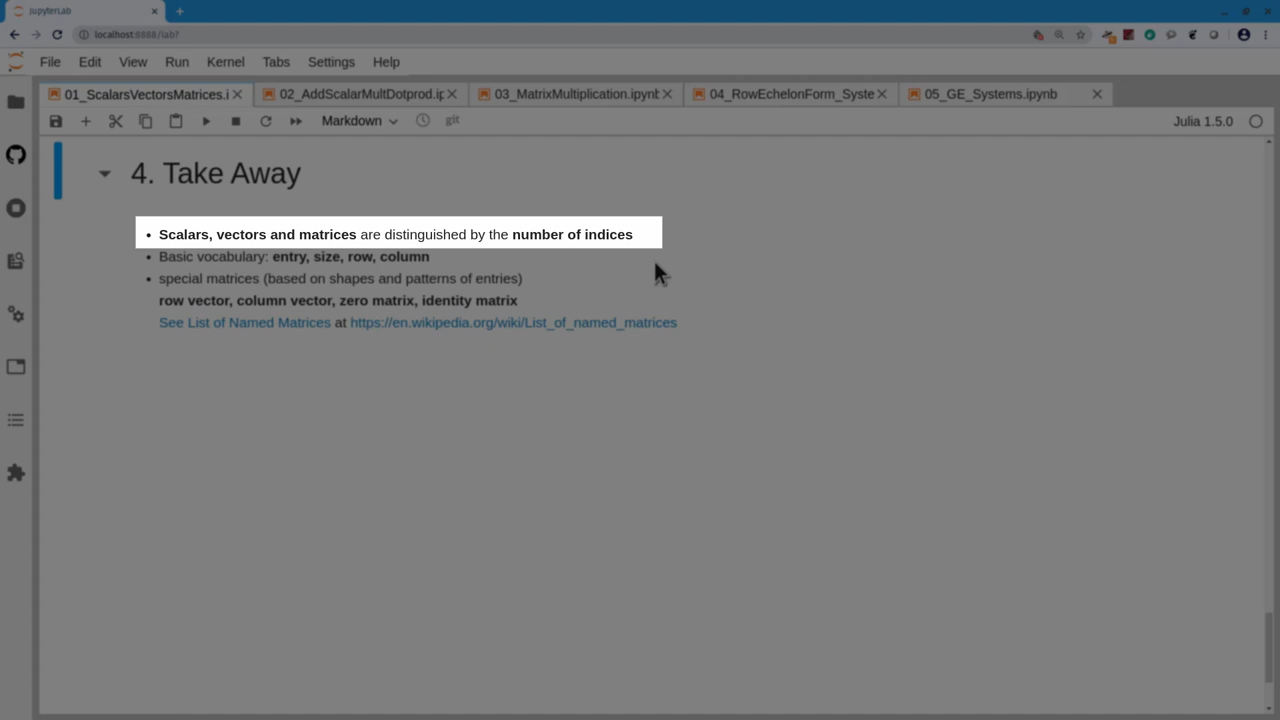 JupyterLab
localhost:8888/lab?
File Edit View Run Kernel Tabs Settings Help
01_ScalarsVectorsMatrices.i 02_AddScalarMultDotprod.ip 03_MatrixMultiplication.ipynb 04_RowEchelonForm_Syste 05_GE_Systems.ipynb
Markdown git Julia 1.5.0
4. Take Away
• Scalars, vectors and matrices are distinguished by the number of indices
• Basic vocabulary: entry, size, row, column
• special matrices (based on shapes and patterns of entries)
row vector, column vector, zero matrix, identity matrix
See List of Named Matrices at https://en.wikipedia.org/wiki/List_of_named_matrices